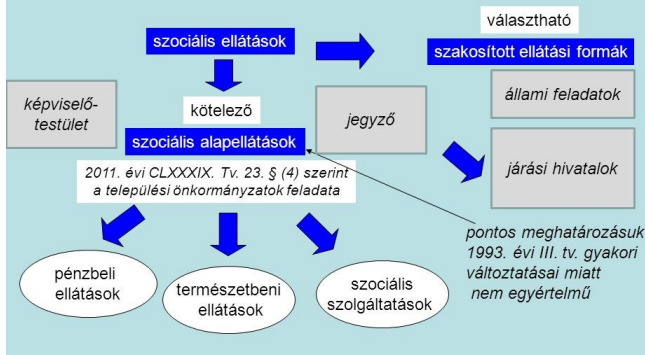 szociális ellátások
választható
szakosított ellátási formák
képviselő-
testület
kötelező
szociális alapellátások
jegyző
állami feladatok
járási hivatalok
2011. évi CLXXXIX. Tv. 23. § (4) szerint
a települési önkormányzatok feladata
pontos meghatározásuk
1993. évi III. tv. gyakori
változtatásai miatt
nem egyértelmű
pénzbeli
ellátások
természetbeni
ellátások
szociális
szolgáltatások